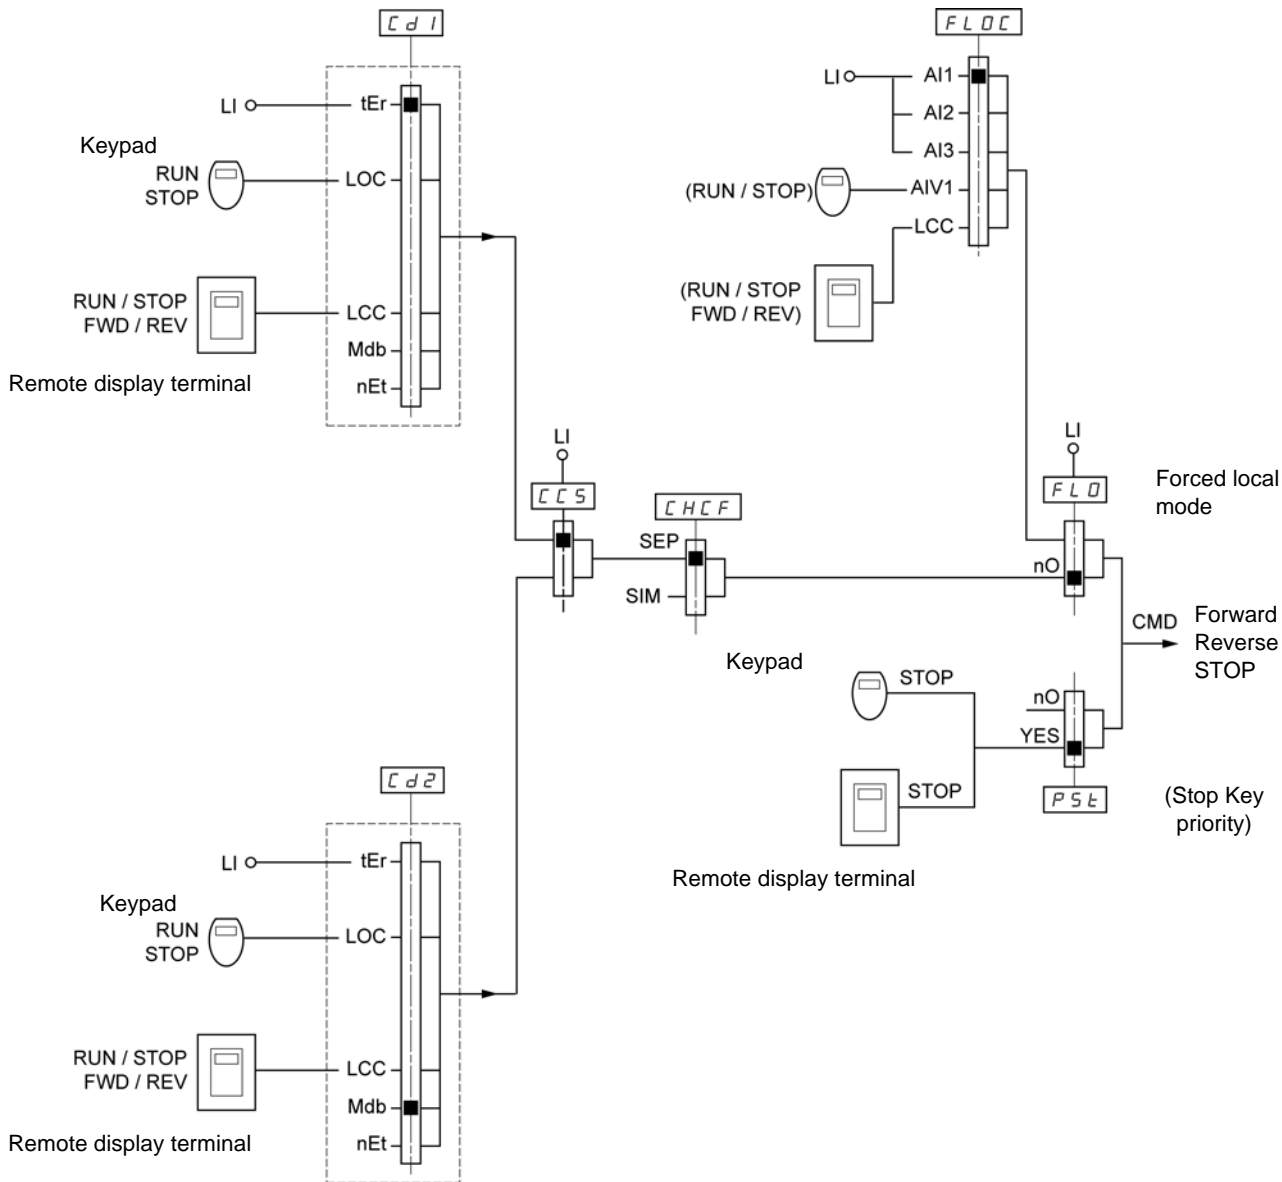 Cd1
LI
tEr
Keypad
RUN
STOP
LOC
RUN / STOP
FWD / REV
LCC
Mdb
nEt
Remote display terminal
FLOC
LI
AI1
AI2
AI3
(RUN / STOP)
AIV1
LCC
(RUN / STOP
FWD / REV)
LI
CCS
CHCF
SEP
SIM
LI
FLO
Forced local
mode
nO
CMD
Forward
Reverse
STOP
Keypad
STOP
nO
YES
STOP
PSt
(Stop Key
priority)
Remote display terminal
Cd2
LI
tEr
Keypad
RUN
STOP
LOC
RUN / STOP
FWD / REV
LCC
Mdb
nEt
Remote display terminal